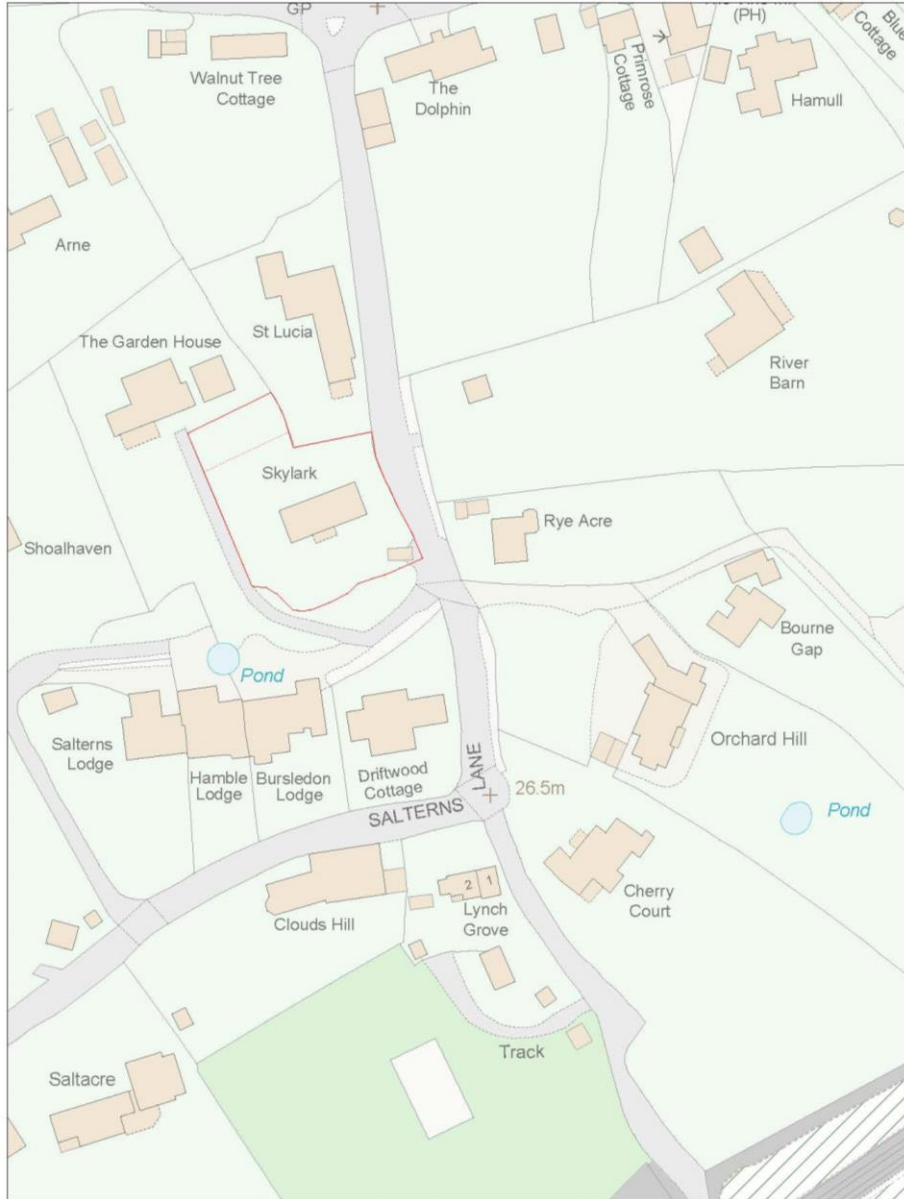 GP
(PH)
Blue
Cottage
Walnut Tree
Cottage
The
Dolphin
Primrose
Cottage
Hamull
Arne
St Lucia
The Garden House
River
Barn
Skylark
Rye Acre
Shoalhaven
Bourne
Gap
Pond
Salterns
Lodge
Hamble
Lodge
Bursledon
Lodge
Driftwood
Cottage
SALTERNS LANE
26.5m
Orchard Hill
Pond
Clouds Hill
2
1
Lynch
Grove
Cherry
Court
Track
Saltacre